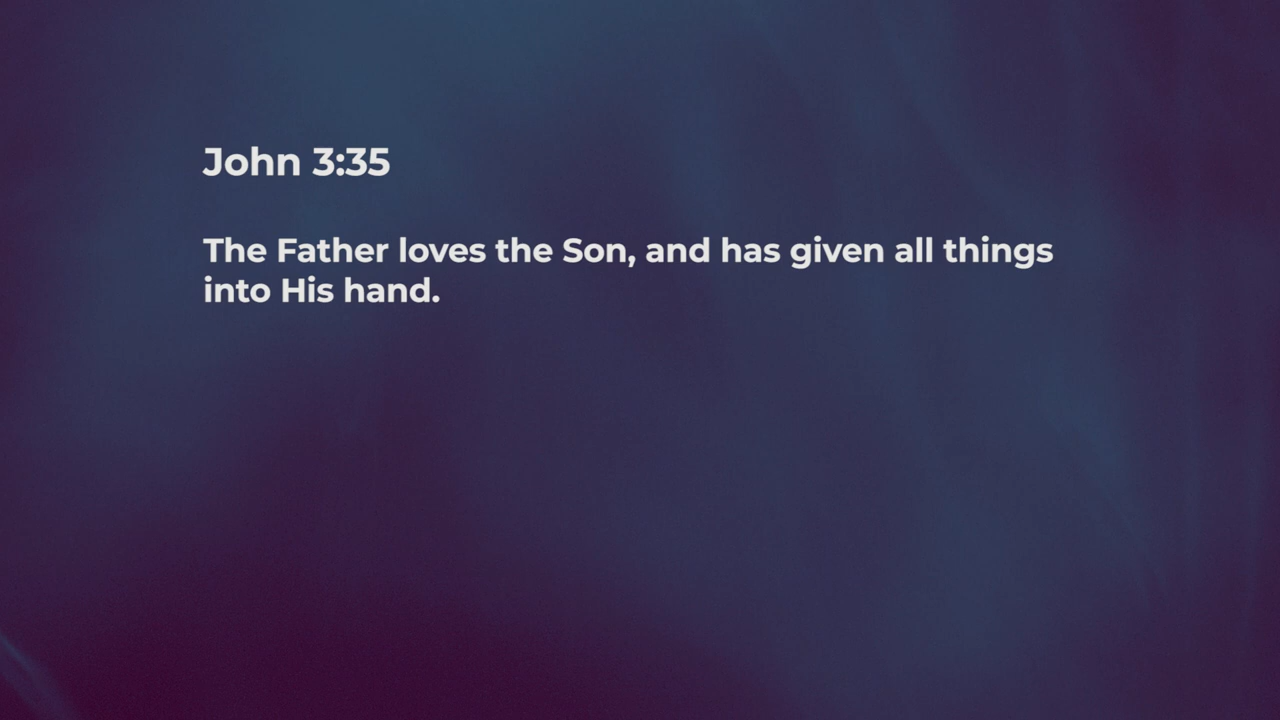 John 3:35
The Father loves the Son, and has given all things
into His hand.